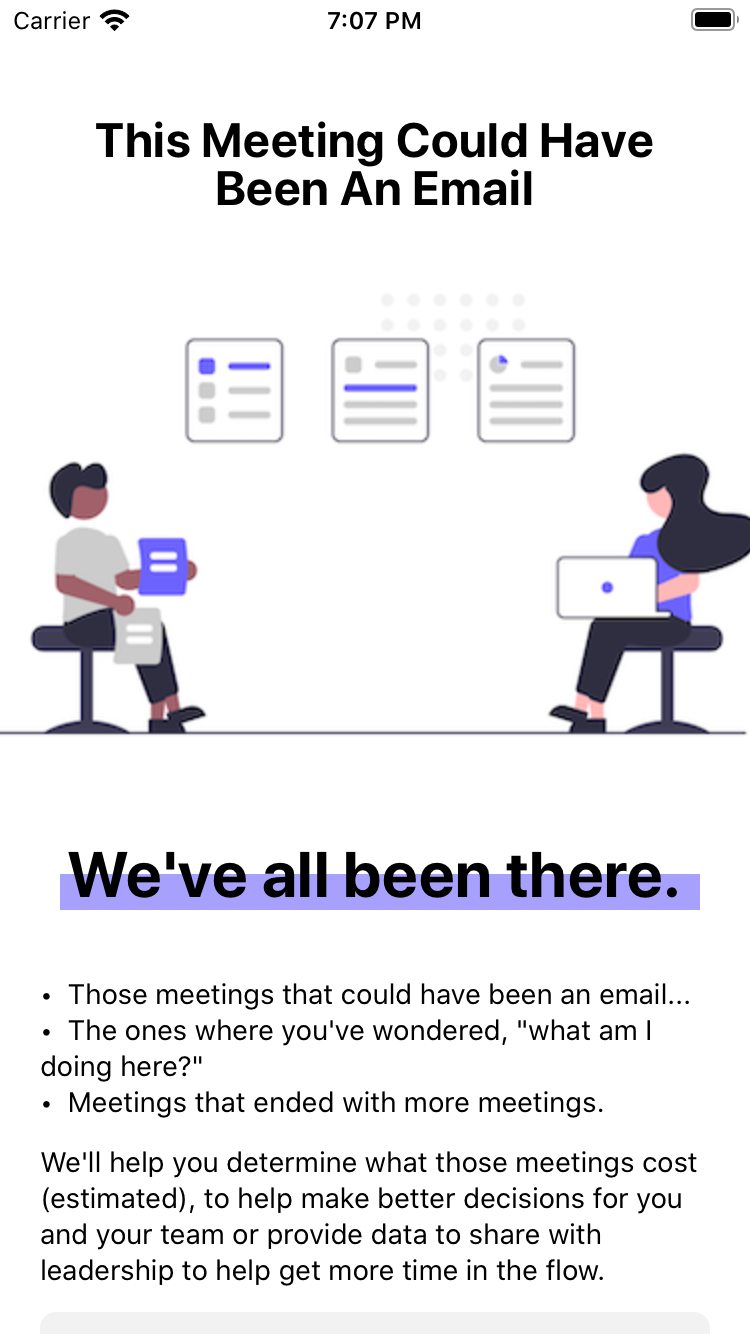 Carrier 7:07 PM
This Meeting Could Have
Been An Email
We've all been there.
• Those meetings that could have been an email...
• The ones where you've wondered, "what am I
doing here?"
• Meetings that ended with more meetings.
We'll help you determine what those meetings cost
(estimated), to help make better decisions for you
and your team or provide data to share with
leadership to help get more time in the flow.